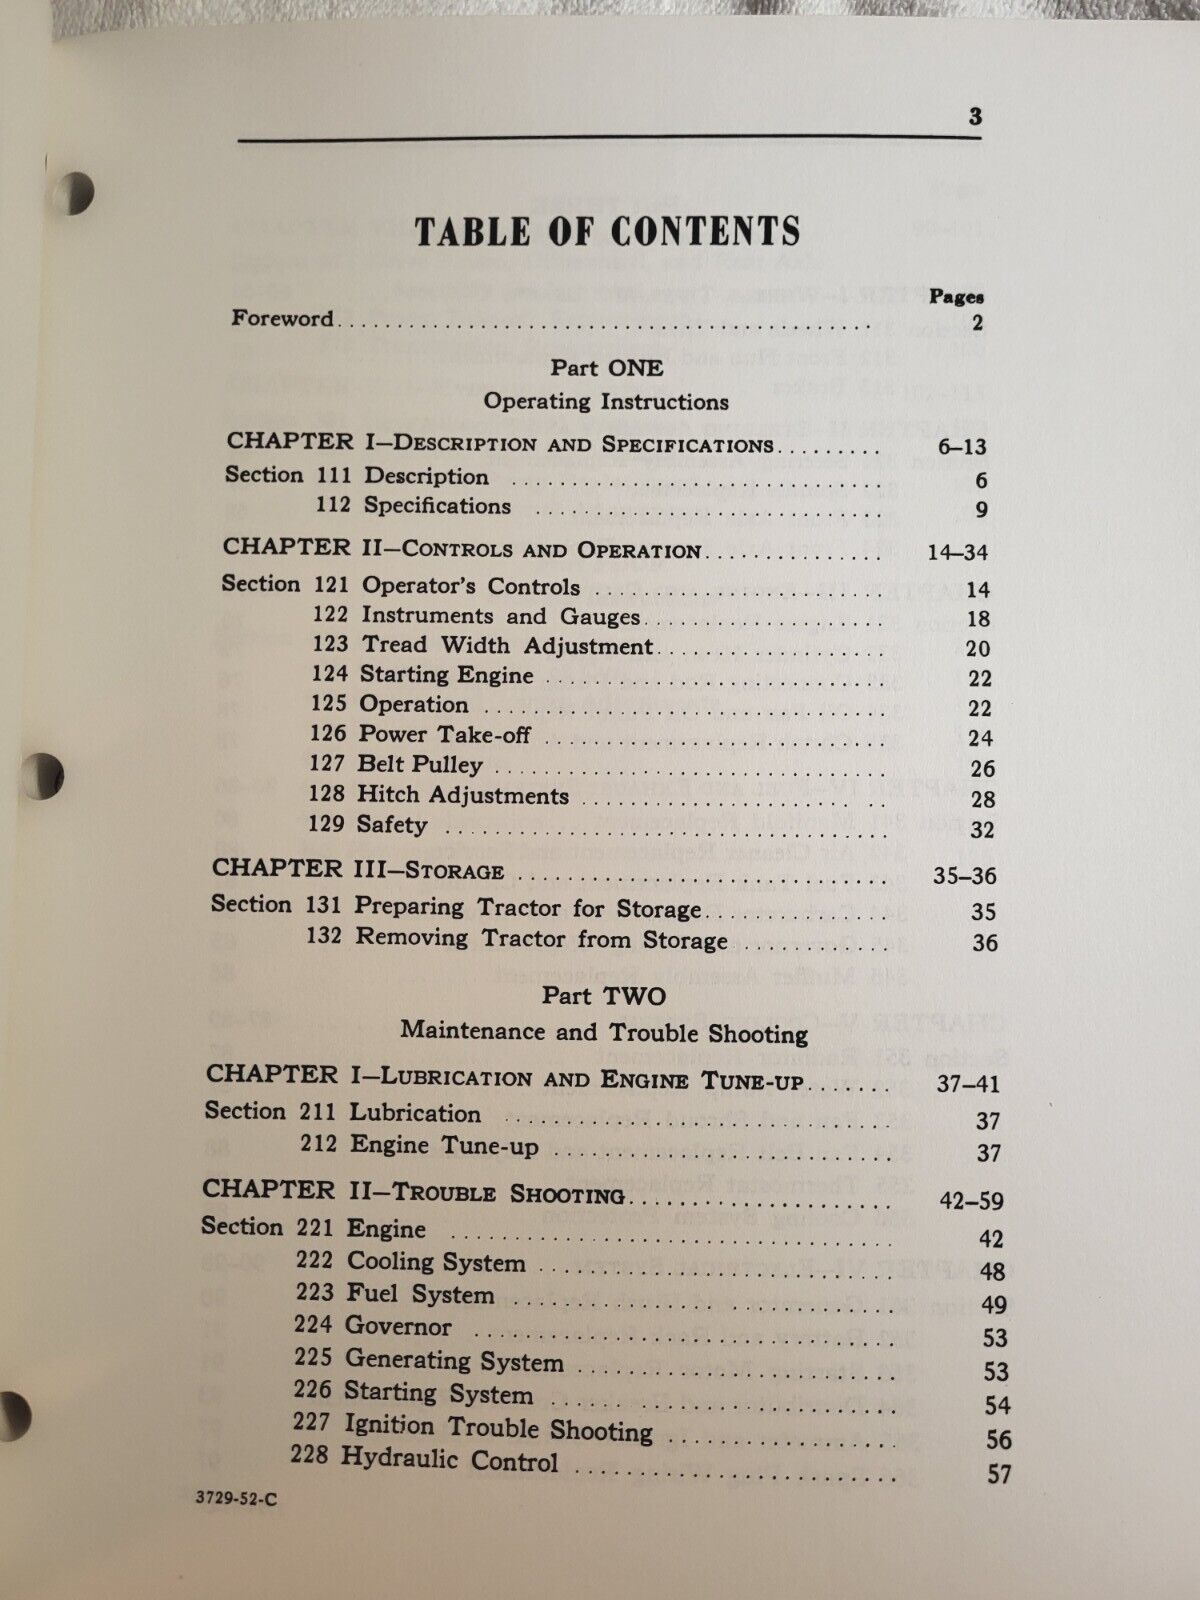 3
TABLE OF CONTENTS
Pages
Foreword. . . . . . . . . . . . . . . . . . . . . . . . . . . . . . . . . . . . . . . . . . . . 2
Part ONE
Operating Instructions
CHAPTER I—DESCRIPTION AND SPECIFICATIONS. . . . . . . . . 6–13
Section 111 Description . . . . . . . . . . . . . . . . . . . . . . . . . . . . . . . 6
112 Specifications . . . . . . . . . . . . . . . . . . . . . . . . . . . . . 9
CHAPTER II—CONTROLS AND OPERATION. . . . . . . . . . . . . . . 14–34
Section 121 Operator's Controls . . . . . . . . . . . . . . . . . . . . . . . . 14
122 Instruments and Gauges. . . . . . . . . . . . . . . . . . . . 18
123 Tread Width Adjustment. . . . . . . . . . . . . . . . . . . 20
124 Starting Engine . . . . . . . . . . . . . . . . . . . . . . . . . . . . 22
125 Operation . . . . . . . . . . . . . . . . . . . . . . . . . . . . . . . . . 22
126 Power Take-off . . . . . . . . . . . . . . . . . . . . . . . . . . . . 24
127 Belt Pulley . . . . . . . . . . . . . . . . . . . . . . . . . . . . . . . . 26
128 Hitch Adjustments . . . . . . . . . . . . . . . . . . . . . . . . . 28
129 Safety . . . . . . . . . . . . . . . . . . . . . . . . . . . . . . . . . . . . 32
CHAPTER III—STORAGE . . . . . . . . . . . . . . . . . . . . . . . . . . . . . . 35–36
Section 131 Preparing Tractor for Storage. . . . . . . . . . . . . . . 35
132 Removing Tractor from Storage . . . . . . . . . . . . 36
Part TWO
Maintenance and Trouble Shooting
CHAPTER I—LUBRICATION AND ENGINE TUNE-UP. . . . . . . 37–41
Section 211 Lubrication . . . . . . . . . . . . . . . . . . . . . . . . . . . . . . . 37
212 Engine Tune-up . . . . . . . . . . . . . . . . . . . . . . . . . . . 37
CHAPTER II—TROUBLE SHOOTING. . . . . . . . . . . . . . . . . . . . . 42–59
Section 221 Engine . . . . . . . . . . . . . . . . . . . . . . . . . . . . . . . . . . . 42
222 Cooling System . . . . . . . . . . . . . . . . . . . . . . . . . . . . 48
223 Fuel System . . . . . . . . . . . . . . . . . . . . . . . . . . . . . . . 49
224 Governor . . . . . . . . . . . . . . . . . . . . . . . . . . . . . . . . . . 53
225 Generating System . . . . . . . . . . . . . . . . . . . . . . . . . 53
226 Starting System . . . . . . . . . . . . . . . . . . . . . . . . . . . 54
227 Ignition Trouble Shooting . . . . . . . . . . . . . . . . . . 56
228 Hydraulic Control . . . . . . . . . . . . . . . . . . . . . . . . . 57
3729-52-C